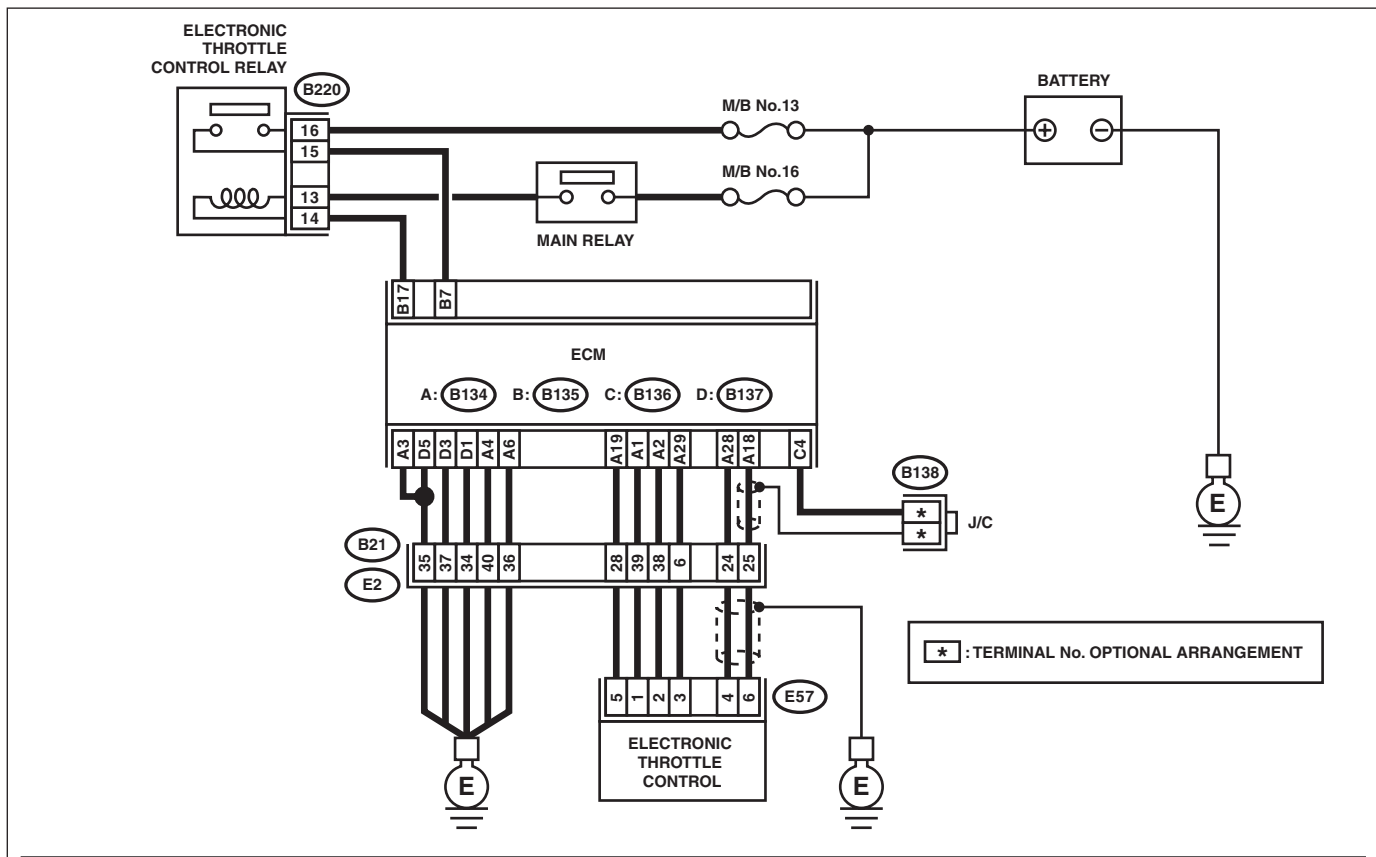 ELECTRONIC
THROTTLE
CONTROL RELAY
B220
16
15
13
14
M/B No.13
M/B No.16
BATTERY
+ −
MAIN RELAY
B17 B7
ECM
A: B134 B: B135 C: B136 D: B137
A3 D5 D3 D1 A4 A6 A19 A1 A2 A29 A28 A18 C4
B138
*
*
J/C
E
B21
E2
35 37 34 40 36 28 39 38 6 24 25
* : TERMINAL No. OPTIONAL ARRANGEMENT
5 1 2 3 4 6
E57
ELECTRONIC
THROTTLE
CONTROL
E
E